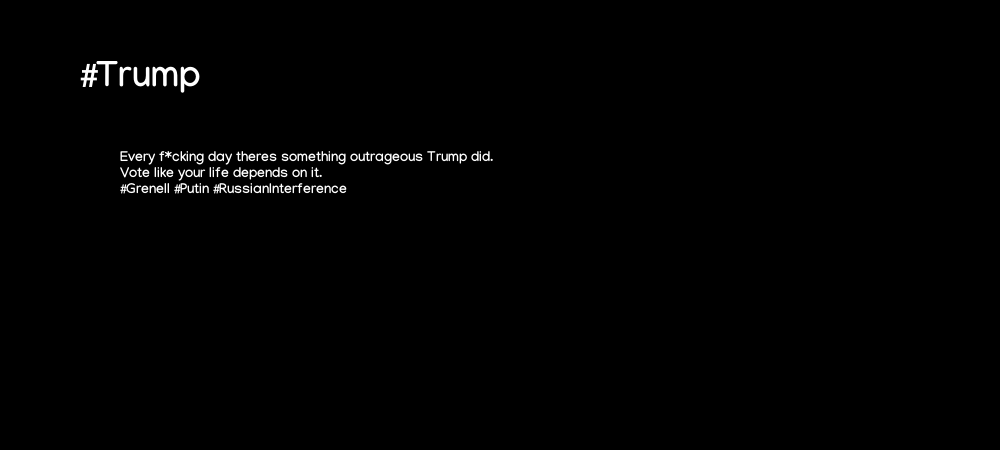 #Trump
Every f*cking day theres something outrageous Trump did.
Vote like your life depends on it.
#Grenell #Putin #RussianInterference